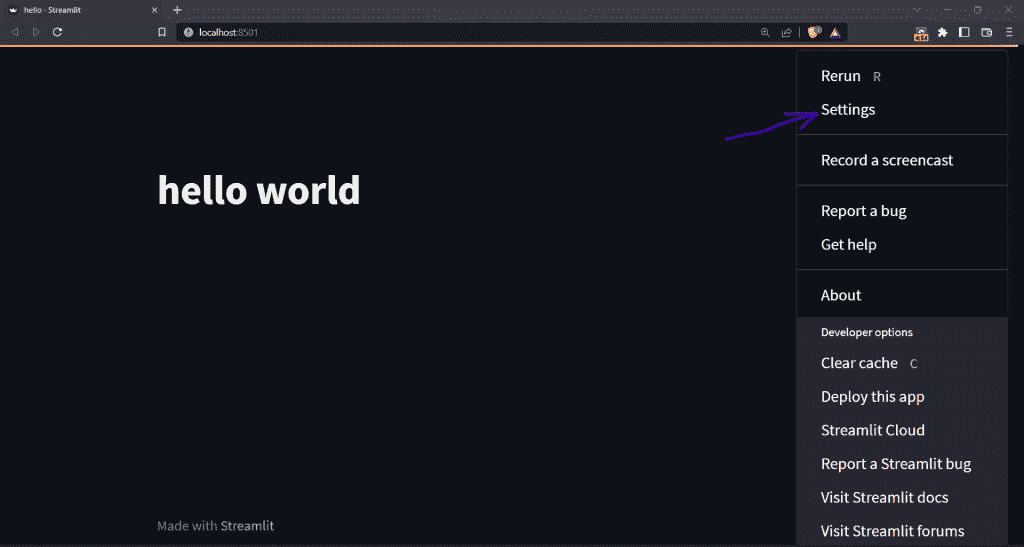 hello · Streamlit
localhost:8501
Rerun R
Settings
Record a screencast
hello world
Report a bug
Get help
About
Developer options
Clear cache C
Deploy this app
Streamlit Cloud
Report a Streamlit bug
Visit Streamlit docs
Made with Streamlit
Visit Streamlit forums